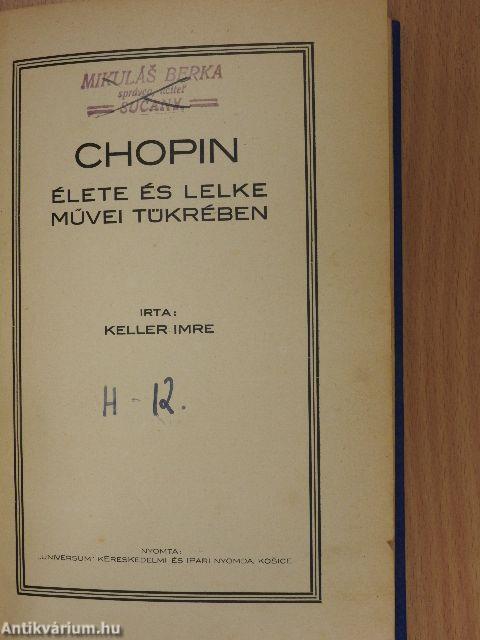 MIKULÁŠ BERKA
správca učiteľ
SUČANY.
CHOPIN
ÉLETE ÉS LELKE
MŰVEI TÜKRÉBEN
IRTA:
KELLER IMRE
H - 12.
NYOMTA:
„UNIVERSUM" KERESKEDELMI ÉS IPARI NYOMDA, KOŠICE
Antikvárium.hu